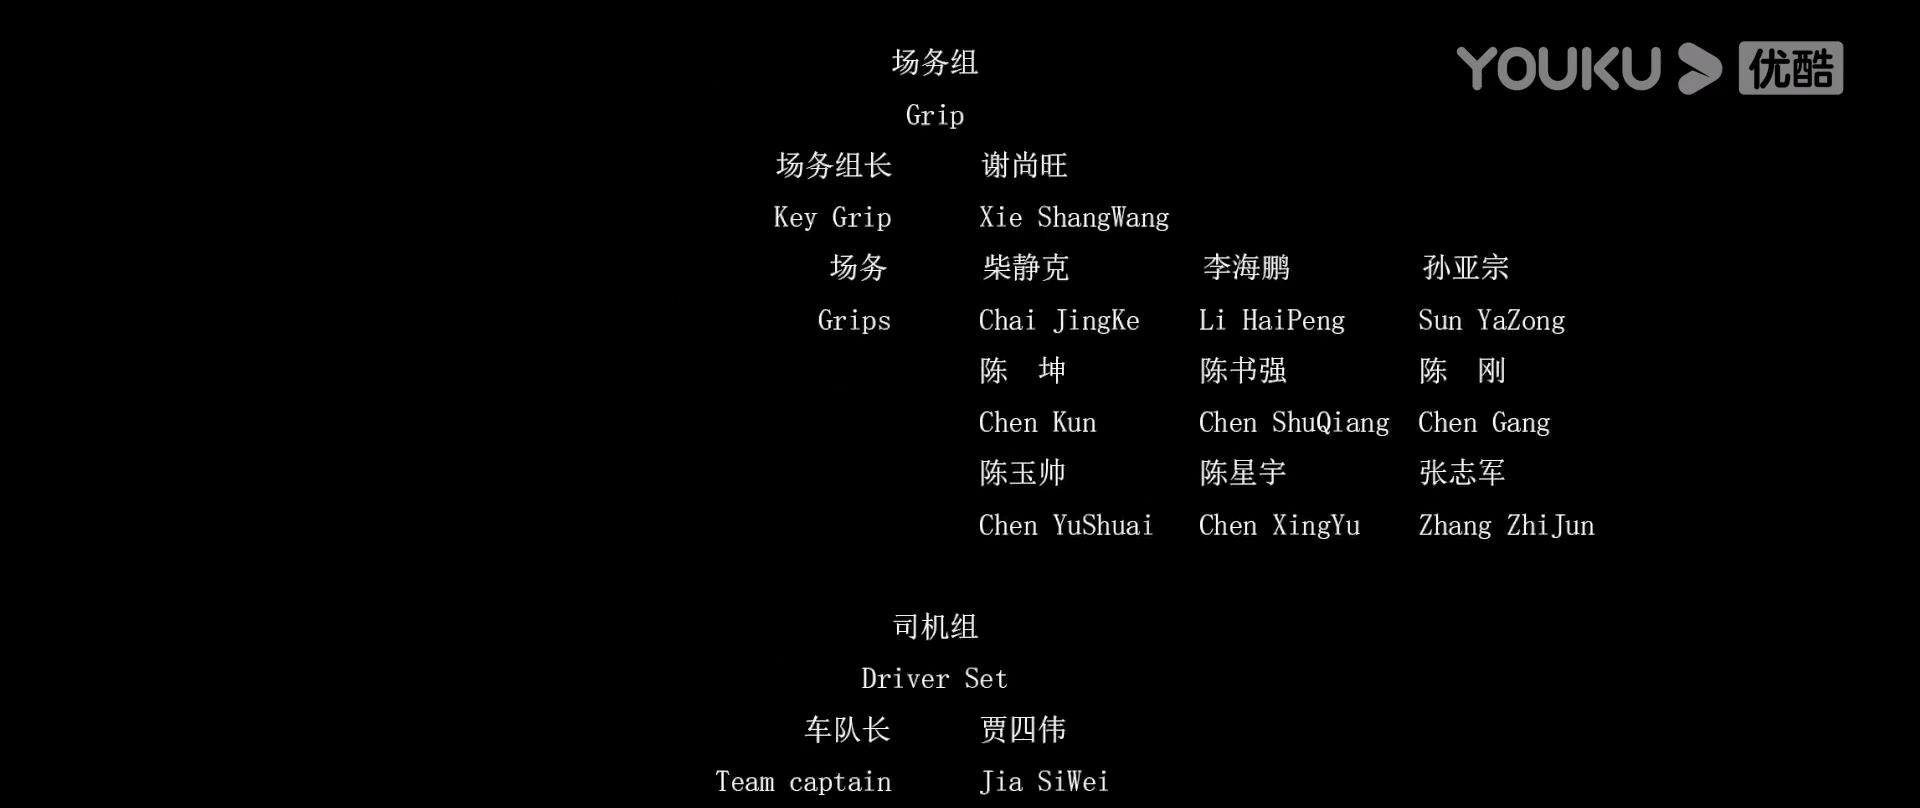 YOUKU 优酷
场务组
Grip
场务组长 谢尚旺
Key Grip Xie ShangWang
场务 柴静克 李海鹏 孙亚宗
Grips Chai JingKe Li HaiPeng Sun YaZong
陈 坤 陈书强 陈 刚
Chen Kun Chen ShuQiang Chen Gang
陈玉帅 陈星宇 张志军
Chen YuShuai Chen XingYu Zhang ZhiJun
司机组
Driver Set
车队长 贾四伟
Team captain Jia SiWei